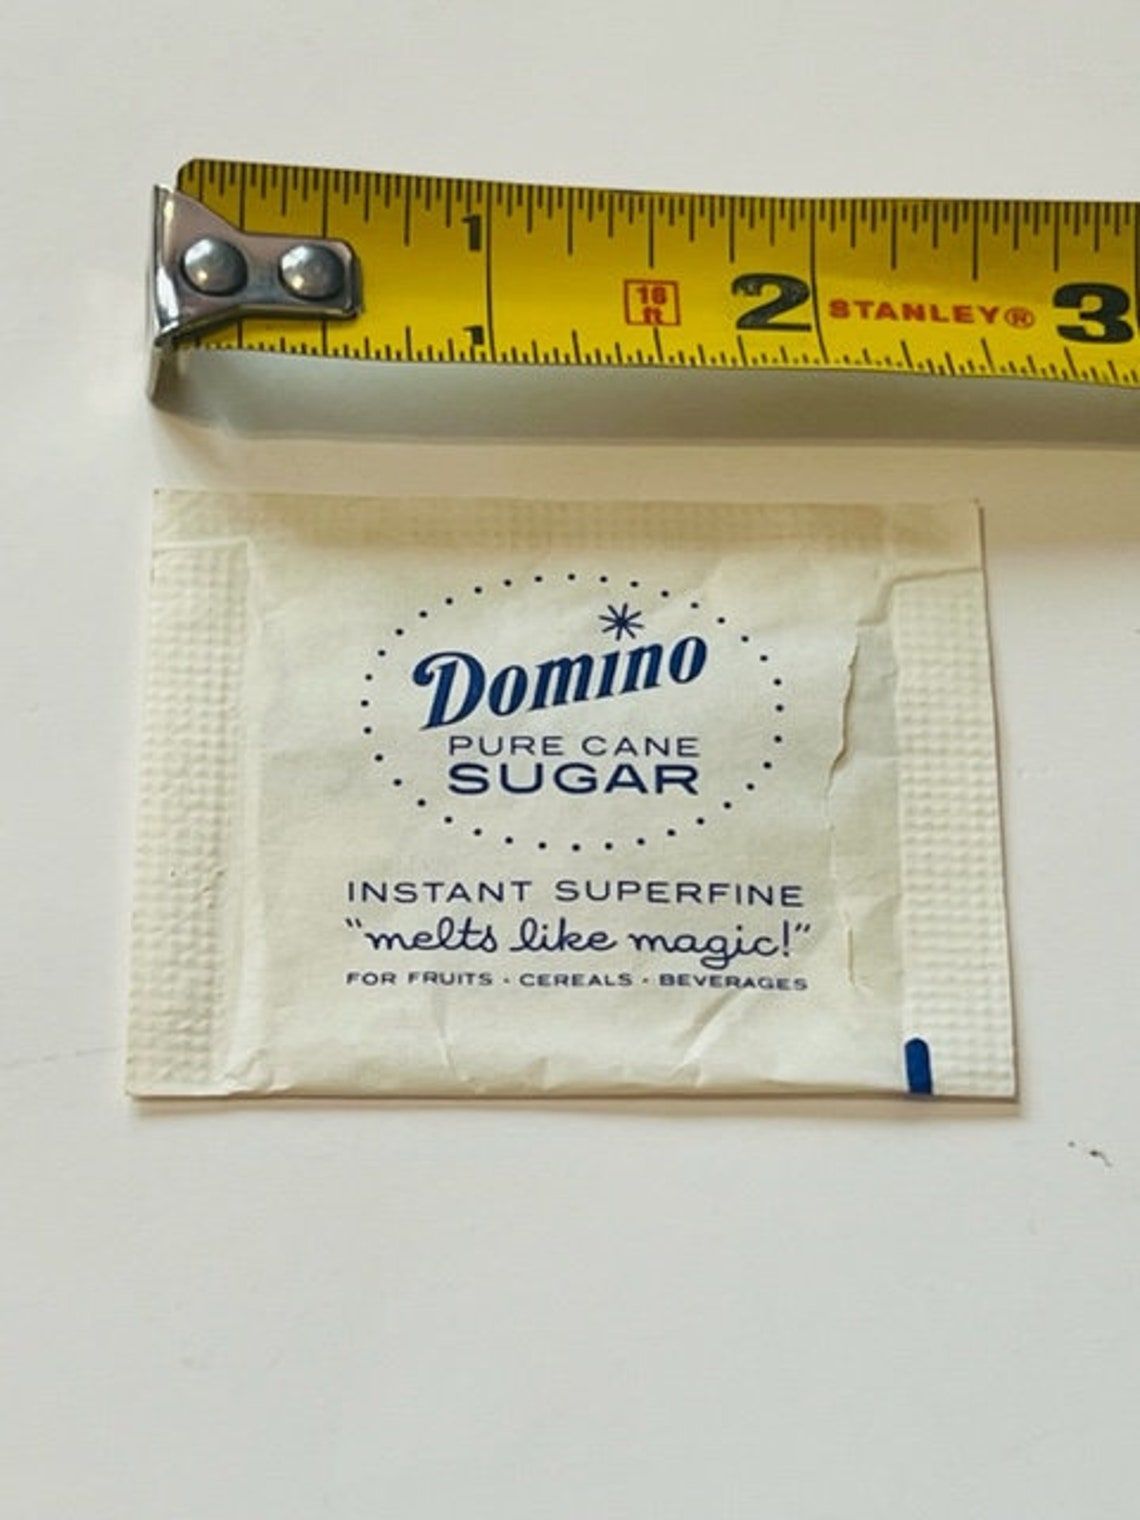 1
16
ft
2
STANLEY®
3
1
Domino
PURE CANE
SUGAR
INSTANT SUPERFINE
"melts like magic!"
FOR FRUITS · CEREALS · BEVERAGES